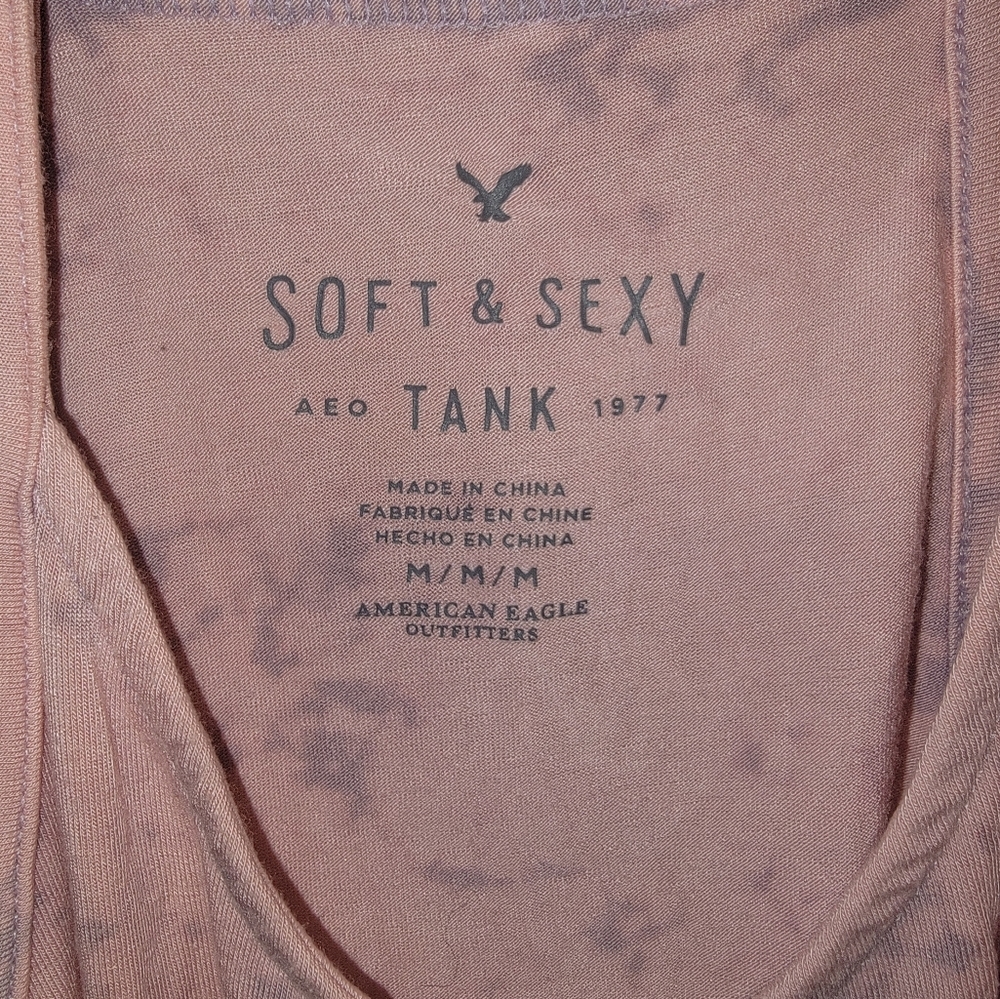 SOFT & SEXY
AEO TANK 1977
MADE IN CHINA
FABRIQUÉ EN CHINE
HECHO EN CHINA
M/M/M
AMERICAN EAGLE
OUTFITTERS